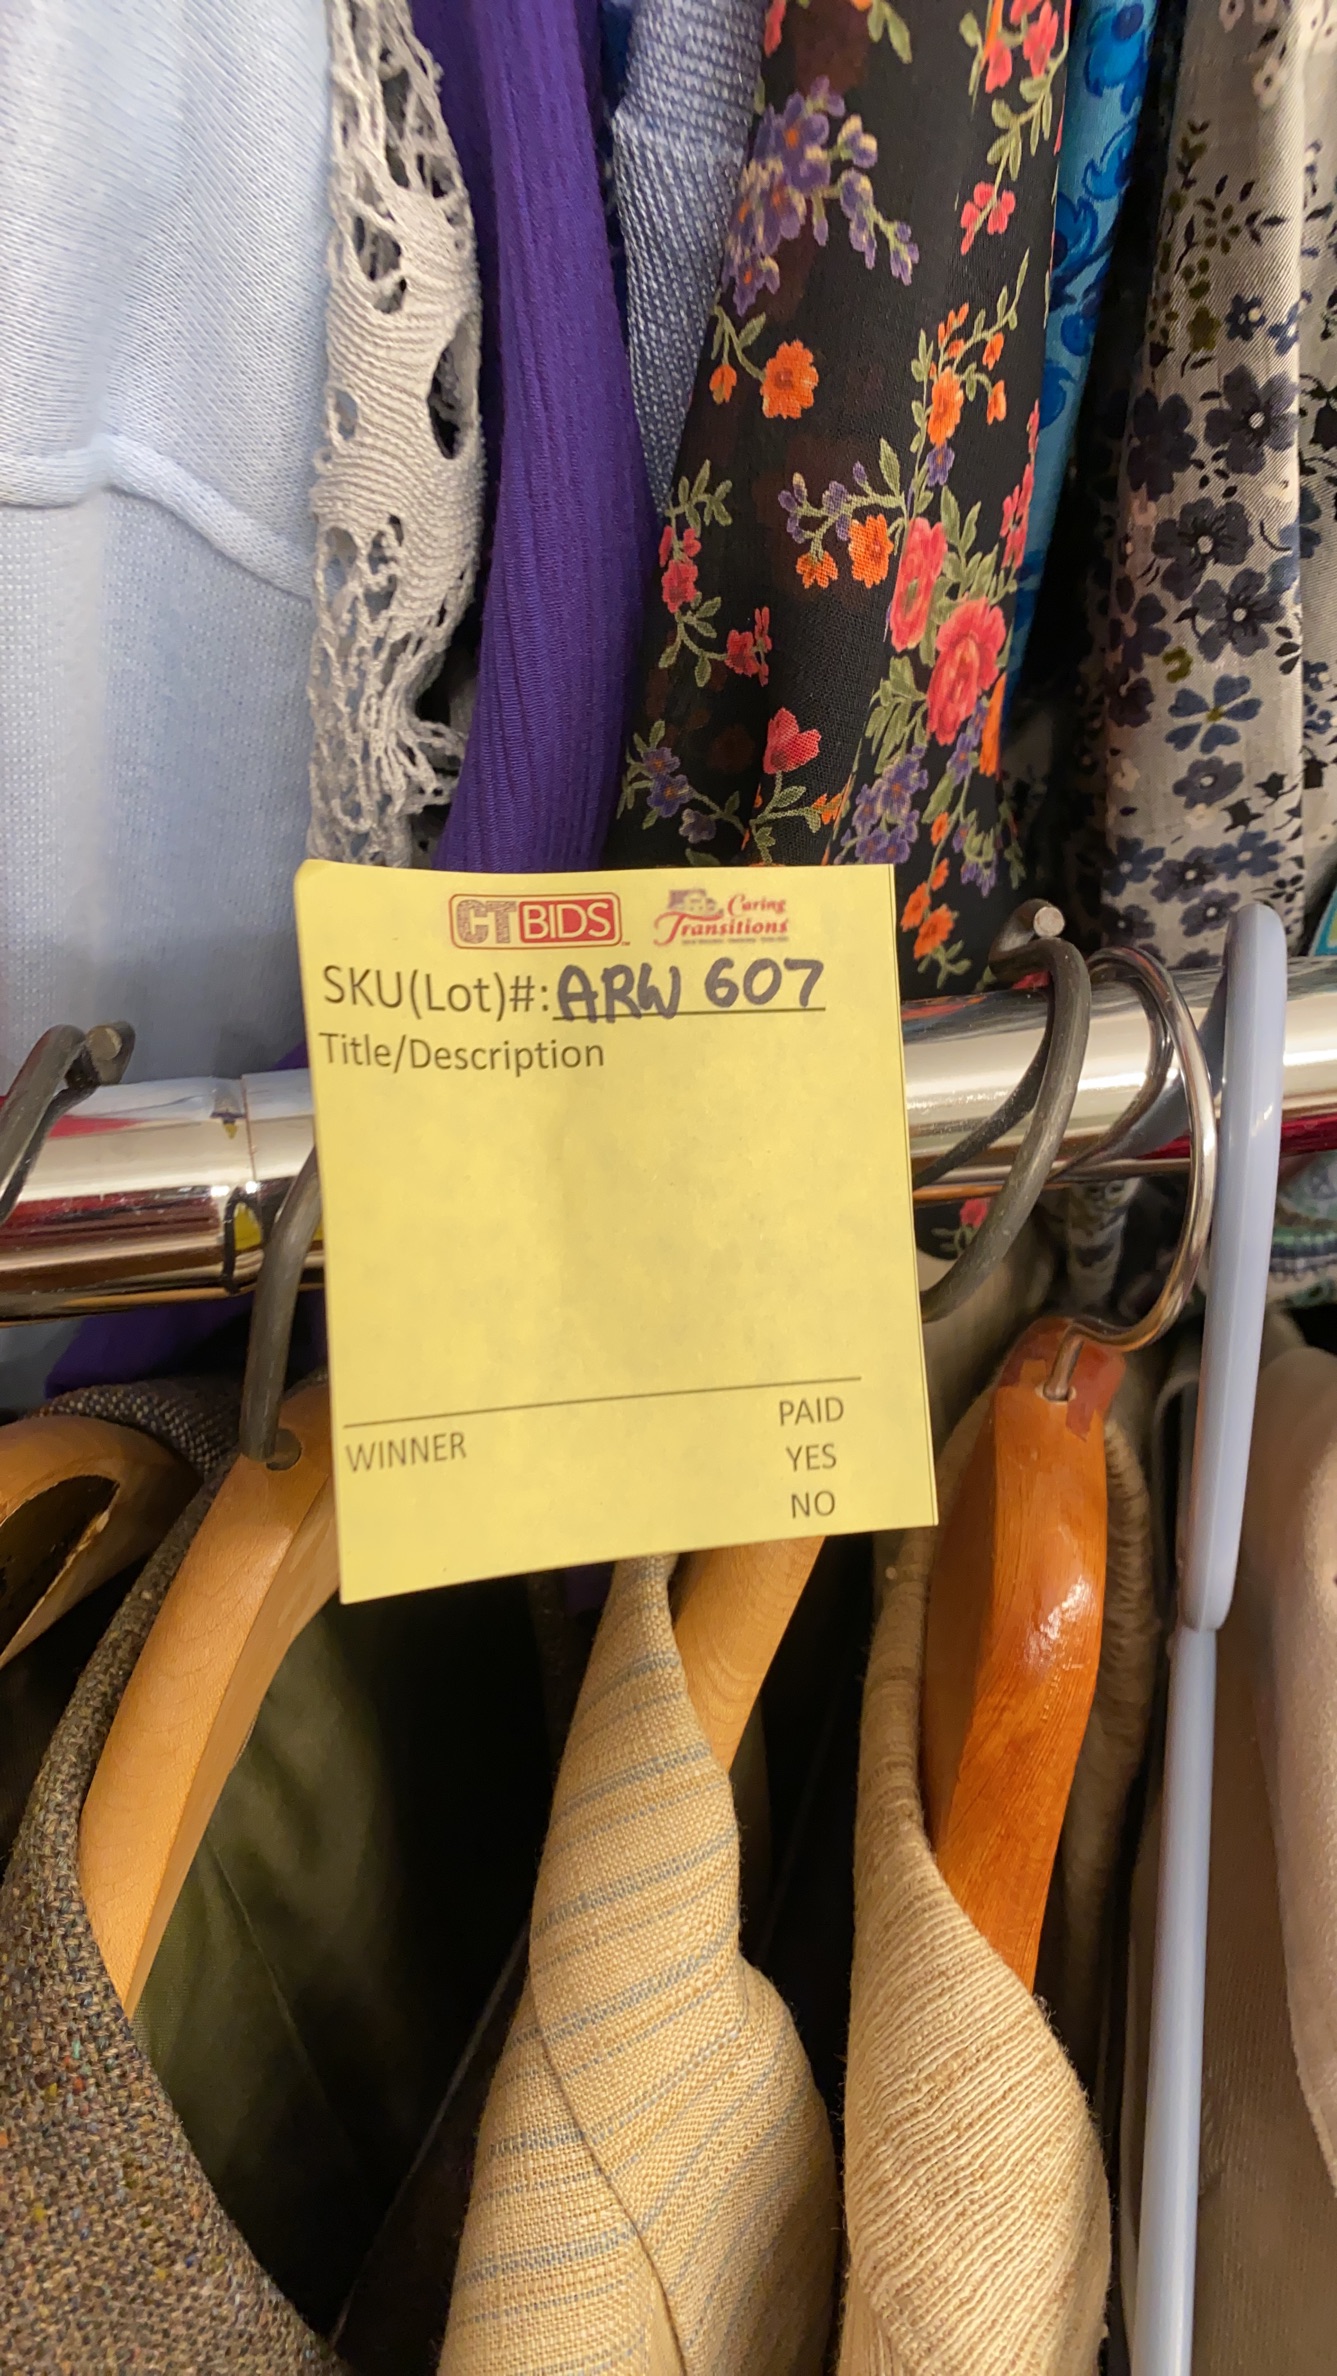 CTBIDS Caring Transitions
SKU(Lot)#: ARW 607
Title/Description
WINNER
PAID
YES
NO